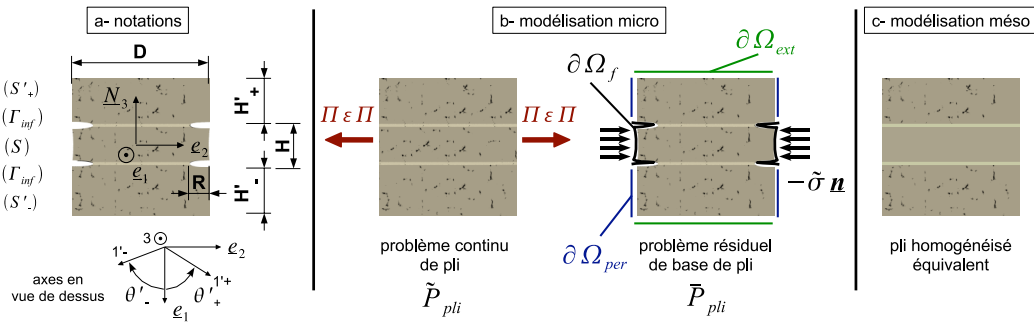 a- notations
b- modélisation micro
c- modélisation méso
D
(S'₊)
(Γ_inf)
(S)
(Γ_inf)
(S'₋)
N₃
e₂
e₁
R
H'₊
H
H'₋
3
e₂
1'-
1'+
θ'₋
θ'₊
e₁
axes en
vue de dessus
Π ε Π
Π ε Π
problème continu
de pli
P̃_pli
∂Ω_f
∂Ω_ext
−σ̃ n
∂Ω_per
problème résiduel
de base de pli
P̄_pli
pli homogénéisé
équivalent